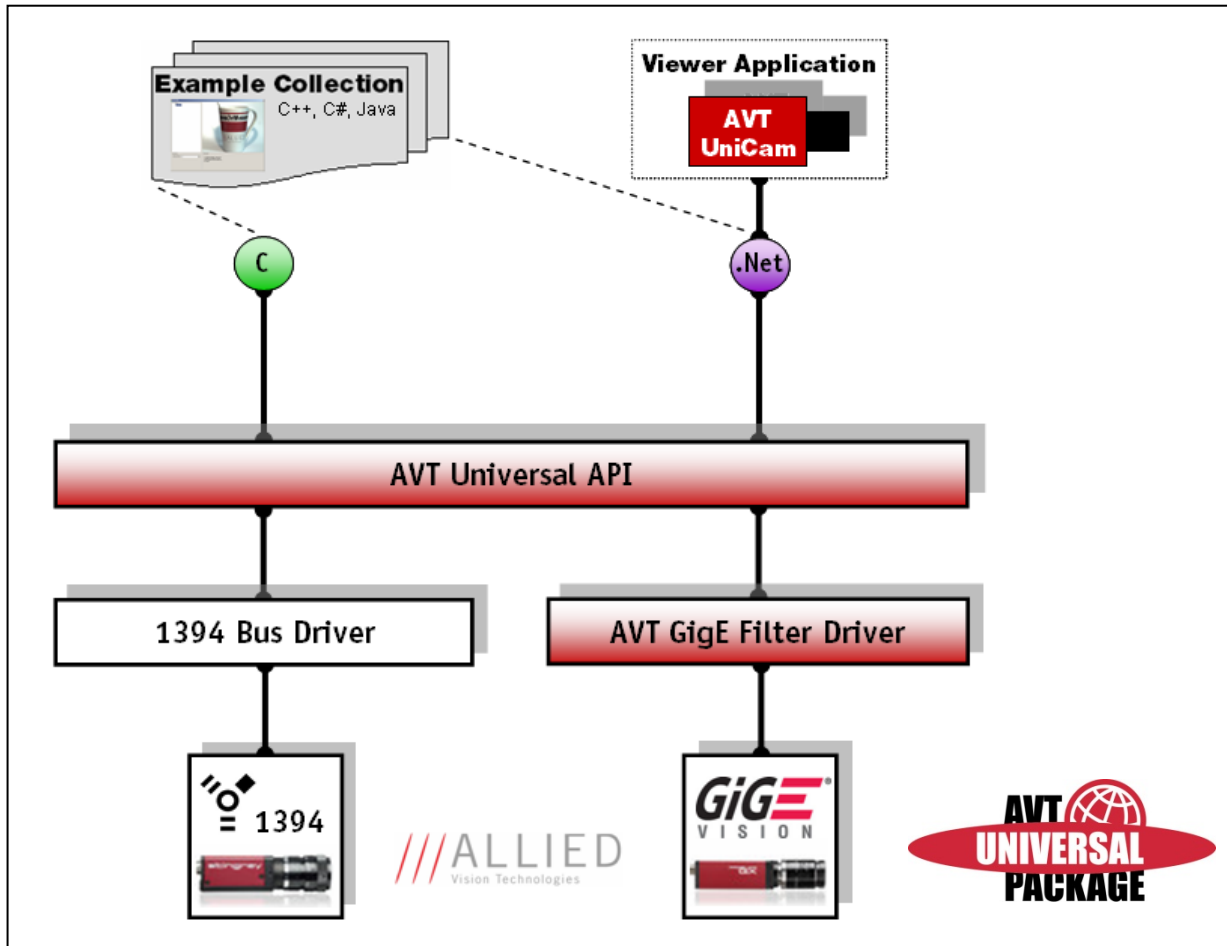 Example Collection
C++, C#, Java
Viewer Application
AVT
UniCam
C
.Net
AVT Universal API
1394 Bus Driver
AVT GigE Filter Driver
1394
stingray
GiGE®
VISION
///ALLIED
Vision Technologies
AVT
UNIVERSAL
PACKAGE